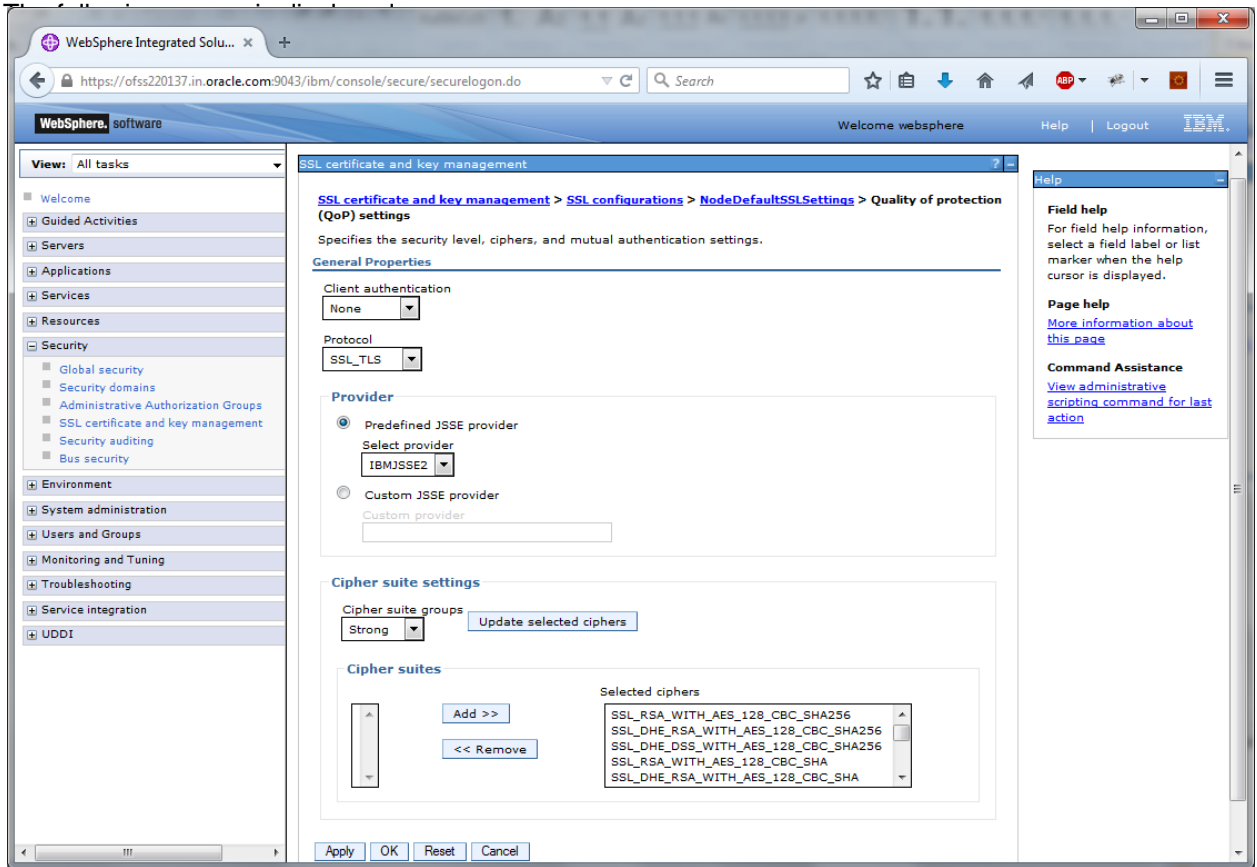 WebSphere Integrated Solu...
https://ofss220137.in.oracle.com:9043/ibm/console/secure/securelogon.do
Search
ABP
WebSphere. software
Welcome websphere
Help | Logout
IBM.
View: All tasks
Welcome
Guided Activities
Servers
Applications
Services
Resources
Security
Global security
Security domains
Administrative Authorization Groups
SSL certificate and key management
Security auditing
Bus security
Environment
System administration
Users and Groups
Monitoring and Tuning
Troubleshooting
Service integration
UDDI
SSL certificate and key management
SSL certificate and key management > SSL configurations > NodeDefaultSSLSettings > Quality of protection
(QoP) settings
Specifies the security level, ciphers, and mutual authentication settings.
General Properties
Client authentication
None
Protocol
SSL_TLS
Provider
Predefined JSSE provider
Select provider
IBMJSSE2
Custom JSSE provider
Custom provider
Cipher suite settings
Cipher suite groups
Strong
Update selected ciphers
Cipher suites
Add >>
<< Remove
Selected ciphers
SSL_RSA_WITH_AES_128_CBC_SHA256
SSL_DHE_RSA_WITH_AES_128_CBC_SHA256
SSL_DHE_DSS_WITH_AES_128_CBC_SHA256
SSL_RSA_WITH_AES_128_CBC_SHA
SSL_DHE_RSA_WITH_AES_128_CBC_SHA
Apply
OK
Reset
Cancel
Help
Field help
For field help information,
select a field label or list
marker when the help
cursor is displayed.
Page help
More information about
this page
Command Assistance
View administrative
scripting command for last
action